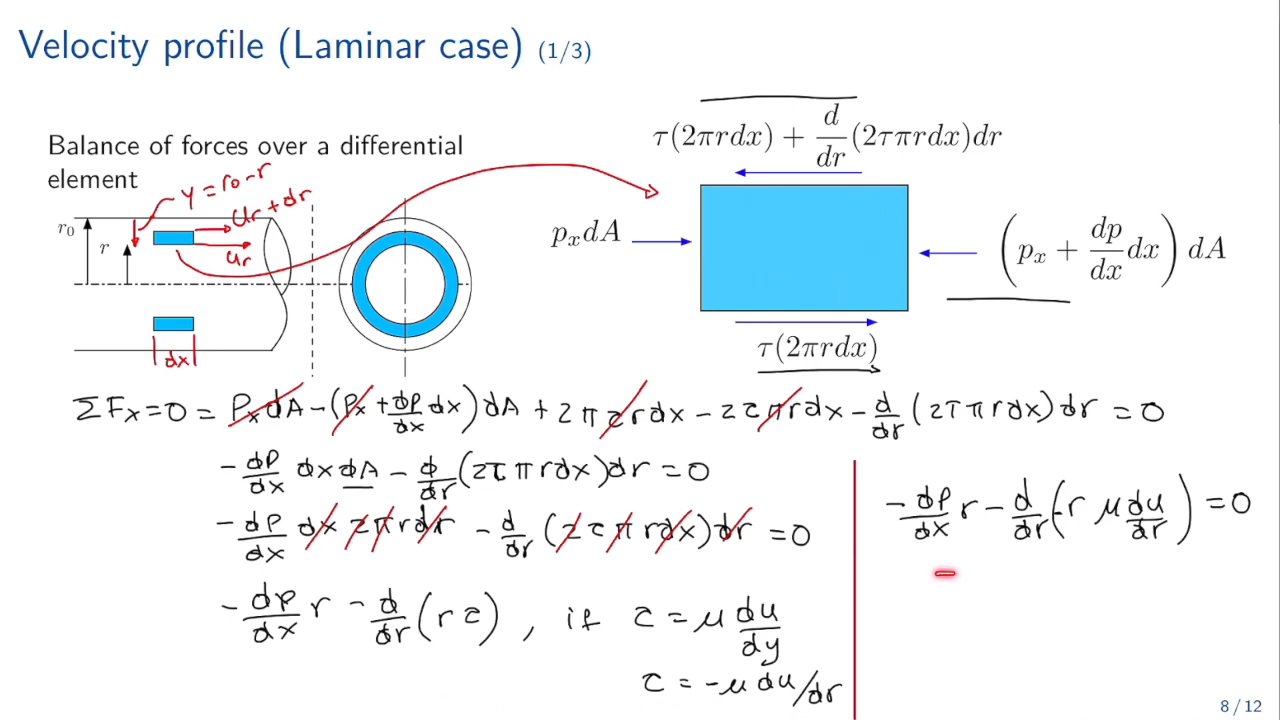 Velocity profile (Laminar case) (1/3)
Balance of forces over a differential
element
y = r0 - r
ur + dr
ur
r₀
r
dx
τ(2πrdx) + d/dr (2τπrdx)dr
pₓdA
(pₓ + dp/dx dx) dA
τ(2πrdx)
ΣFx = 0 = Px dA - (Px + dP/dx dx) dA + 2πτrdx - 2τπrdx - d/dr (2τπrdx)dr = 0
- dP/dx dx dA - d/dr (2τπrdx)dr = 0
- dP/dx dx 2πrdr - d/dr (2τπrdx)dr = 0
- dp/dx r - d/dr (rτ) , if τ = μ du/dy
τ = -μ du/dr
- dP/dx r - d/dr (-r μ du/dr) = 0
8 / 12